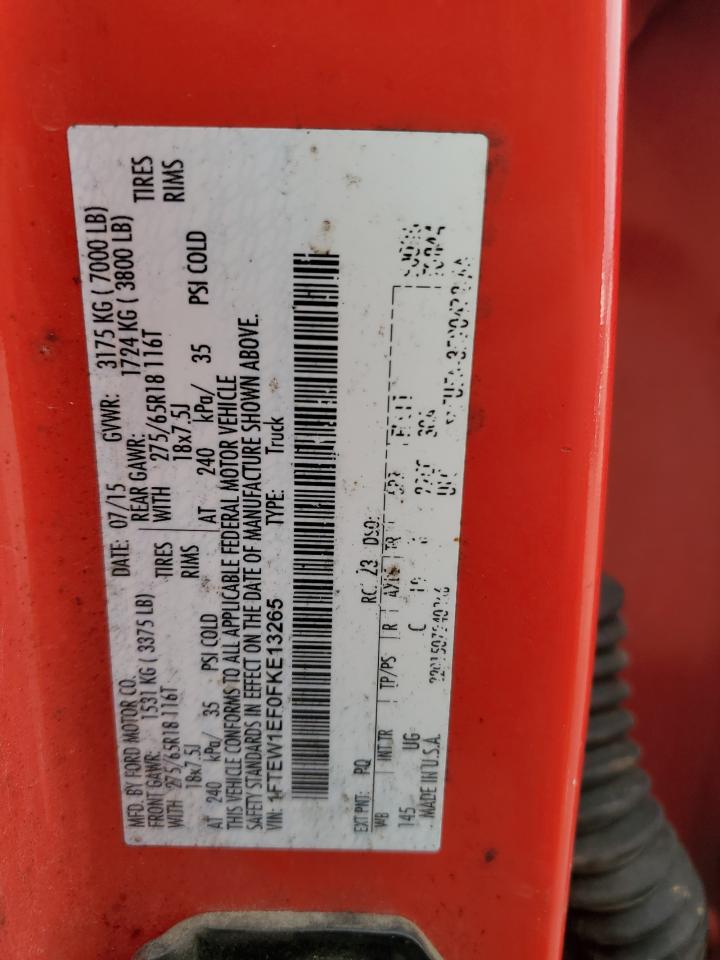 MFD. BY FORD MOTOR CO.
DATE: 07/15 GVWR: 3175 KG ( 7000 LB)
FRONT GAWR: 1531 KG ( 3375 LB) REAR GAWR: 1724 KG ( 3800 LB)
WITH 275/65R18 116T TIRES WITH 275/65R18 116T TIRES
18x7.5J RIMS 18x7.5J RIMS
AT 240 kPa/ 35 PSI COLD AT 240 kPa/ 35 PSI COLD
THIS VEHICLE CONFORMS TO ALL APPLICABLE FEDERAL MOTOR VEHICLE
SAFETY STANDARDS IN EFFECT ON THE DATE OF MANUFACTURE SHOWN ABOVE.
VIN: 1FTEW1EF0FKE13265 TYPE: Truck
EXT PNT: PQ RC: 23 DSO:
WB INT TR TP/PS R TR
145 UG C
MADE IN U.S.A.